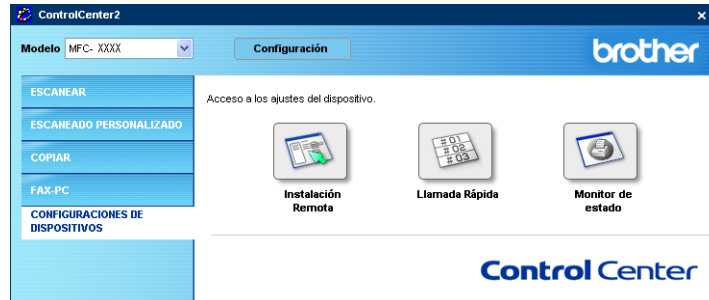 ControlCenter2
Modelo MFC- XXXX
Configuración
brother
ESCANEAR
ESCANEADO PERSONALIZADO
COPIAR
FAX-PC
CONFIGURACIONES DE
DISPOSITIVOS
Acceso a los ajustes del dispositivo.
#01
#02
#03
Instalación
Remota
Llamada Rápida
Monitor de
estado
Control Center